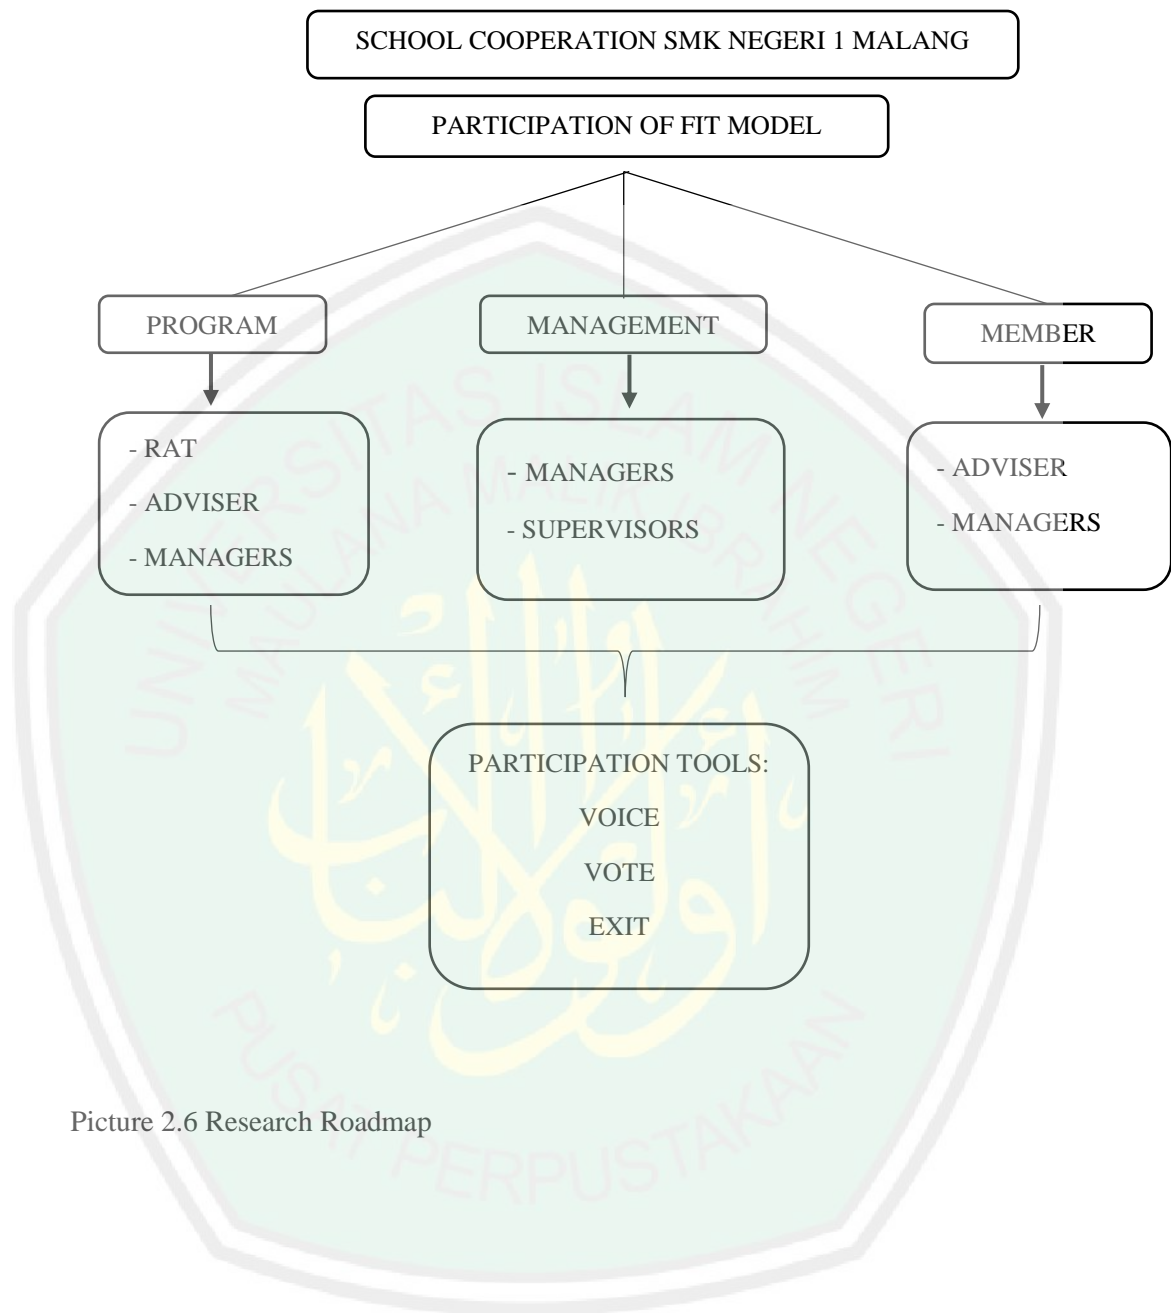 SCHOOL COOPERATION SMK NEGERI 1 MALANG
PARTICIPATION OF FIT MODEL
PROGRAM
MANAGEMENT
MEMBER
- RAT
- ADVISER
- MANAGERS
- MANAGERS
- SUPERVISORS
- ADVISER
- MANAGERS
PARTICIPATION TOOLS:
VOICE
VOTE
EXIT
Picture 2.6 Research Roadmap
UNIVERSITAS ISLAM NEGERI
MAULANA MALIK IBRAHIM
PUSAT PERPUSTAKAAN